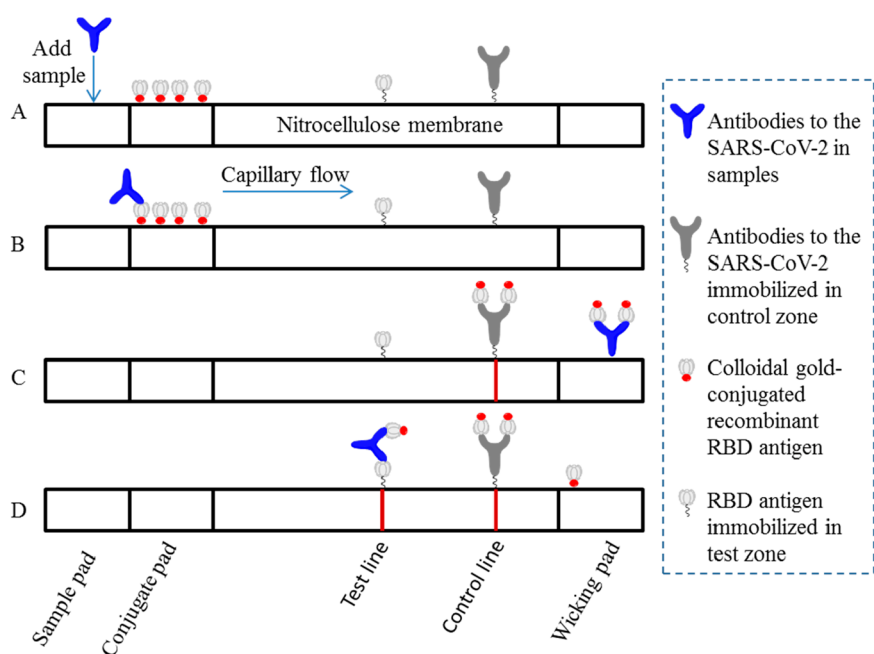 Add
sample
A
Nitrocellulose membrane
B
Capillary flow
C
D
Sample pad
Conjugate pad
Test line
Control line
Wicking pad
Antibodies to the
SARS-CoV-2 in
samples
Antibodies to the
SARS-CoV-2
immobilized in
control zone
Colloidal gold-
conjugated
recombinant
RBD antigen
RBD antigen
immobilized in
test zone